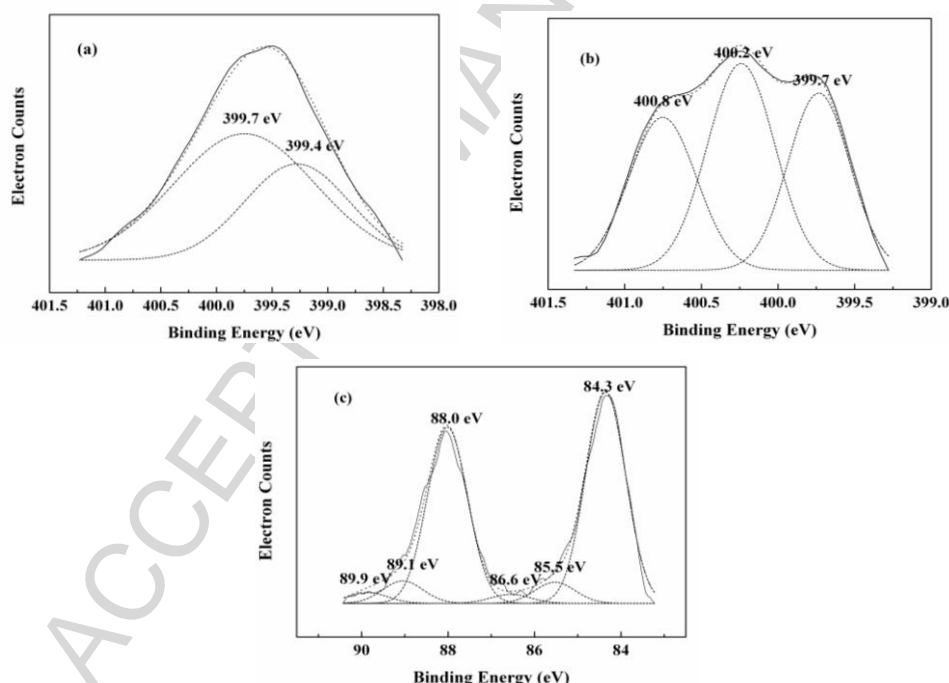 (a)
399.7 eV
399.4 eV
Electron Counts
401.5 401.0 400.5 400.0 399.5 399.0 398.5 398.0
Binding Energy (eV)
(b)
400.2 eV
399.7 eV
400.8 eV
Electron Counts
401.5 401.0 400.5 400.0 399.5 399.0
Binding Energy (eV)
(c)
84.3 eV
88.0 eV
89.9 eV
89.1 eV
86.6 eV
85.5 eV
Electron Counts
90 88 86 84
Binding Energy (eV)
ACCEPT
MAN